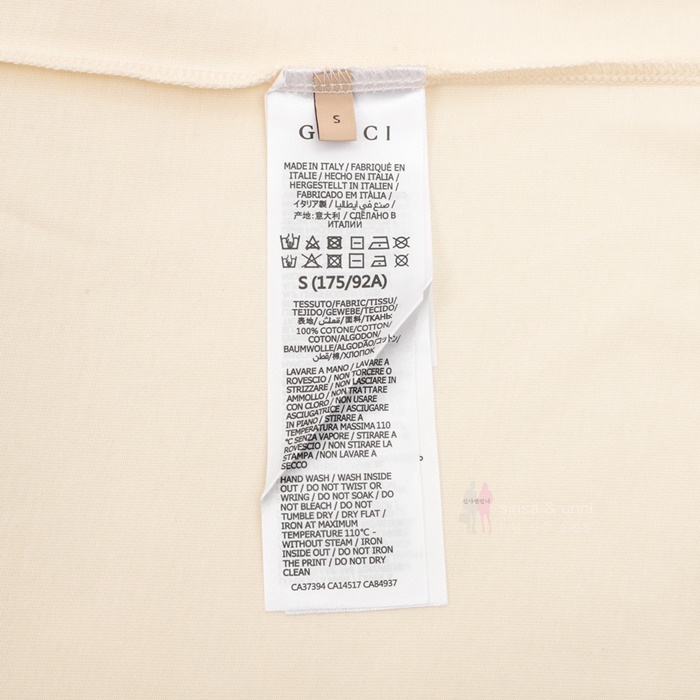 S
G CI
MADE IN ITALY / FABRIQUÉ EN
ITALIE / HECHO EN ITALIA /
HERGESTELLT IN ITALIEN /
FABRICADO EM ITÁLIA /
イタリア製 / صنع في ايطاليا /
产地: 意大利 / СДЕЛАНО В
ИТАЛИИ
S (175/92A)
TESSUTO/FABRIC/TISSU/
TEJIDO/GEWEBE/TECIDO/
表地/قماش/面料/ТКАНЬ:
100% COTONE/COTTON/
COTON/ALGODON/
BAUMWOLLE/ALGODÃO/コットン/
قطن/棉/ХЛОПОК
LAVARE A MANO / LAVARE A
ROVESCIO / NON TORCERE O
STRIZZARE / NON LASCIARE IN
AMMOLLO / NON TRATTARE
CON CLORO / NON USARE
ASCIUGATRICE / ASCIUGARE
IN PIANO / STIRARE A
TEMPERATURA MASSIMA 110
°C SENZA VAPORE / STIRARE A
ROVESCIO / NON STIRARE LA
STAMPA / NON LAVARE A
SECCO
HAND WASH / WASH INSIDE
OUT / DO NOT TWIST OR
WRING / DO NOT SOAK / DO
NOT BLEACH / DO NOT
TUMBLE DRY / DRY FLAT /
IRON AT MAXIMUM
TEMPERATURE 110°C -
WITHOUT STEAM / IRON
INSIDE OUT / DO NOT IRON
THE PRINT / DO NOT DRY
CLEAN
CA37394 CA14517 CA84937